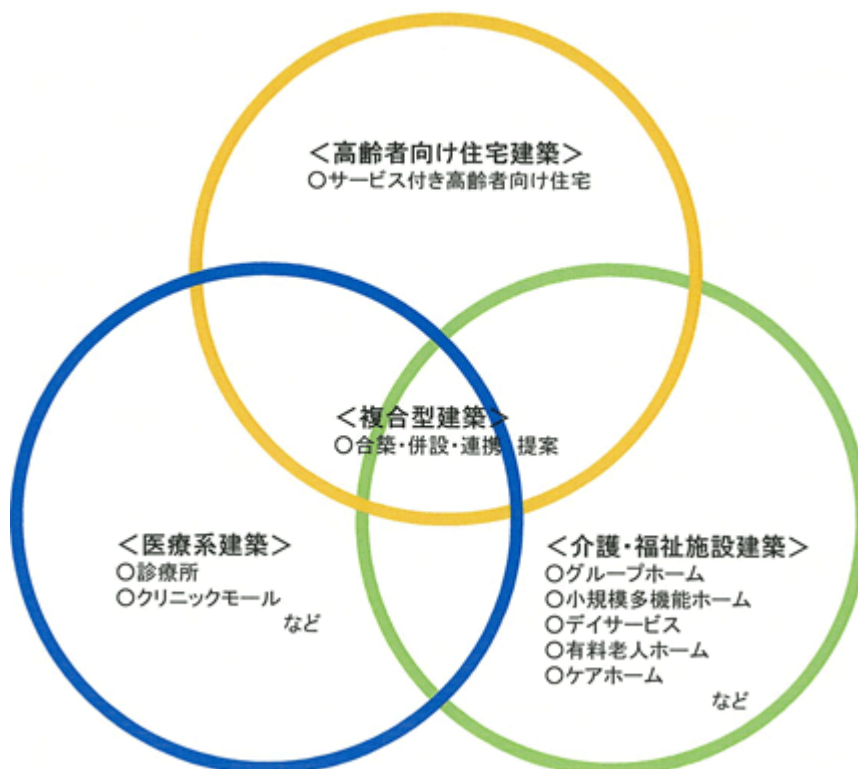 <高齢者向け住宅建築>
○サービス付き高齢者向け住宅
<複合型建築>
○合築・併設・連携 提案
<医療系建築>
○診療所
○クリニックモール
など
<介護・福祉施設建築>
○グループホーム
○小規模多機能ホーム
○デイサービス
○有料老人ホーム
○ケアホーム
など